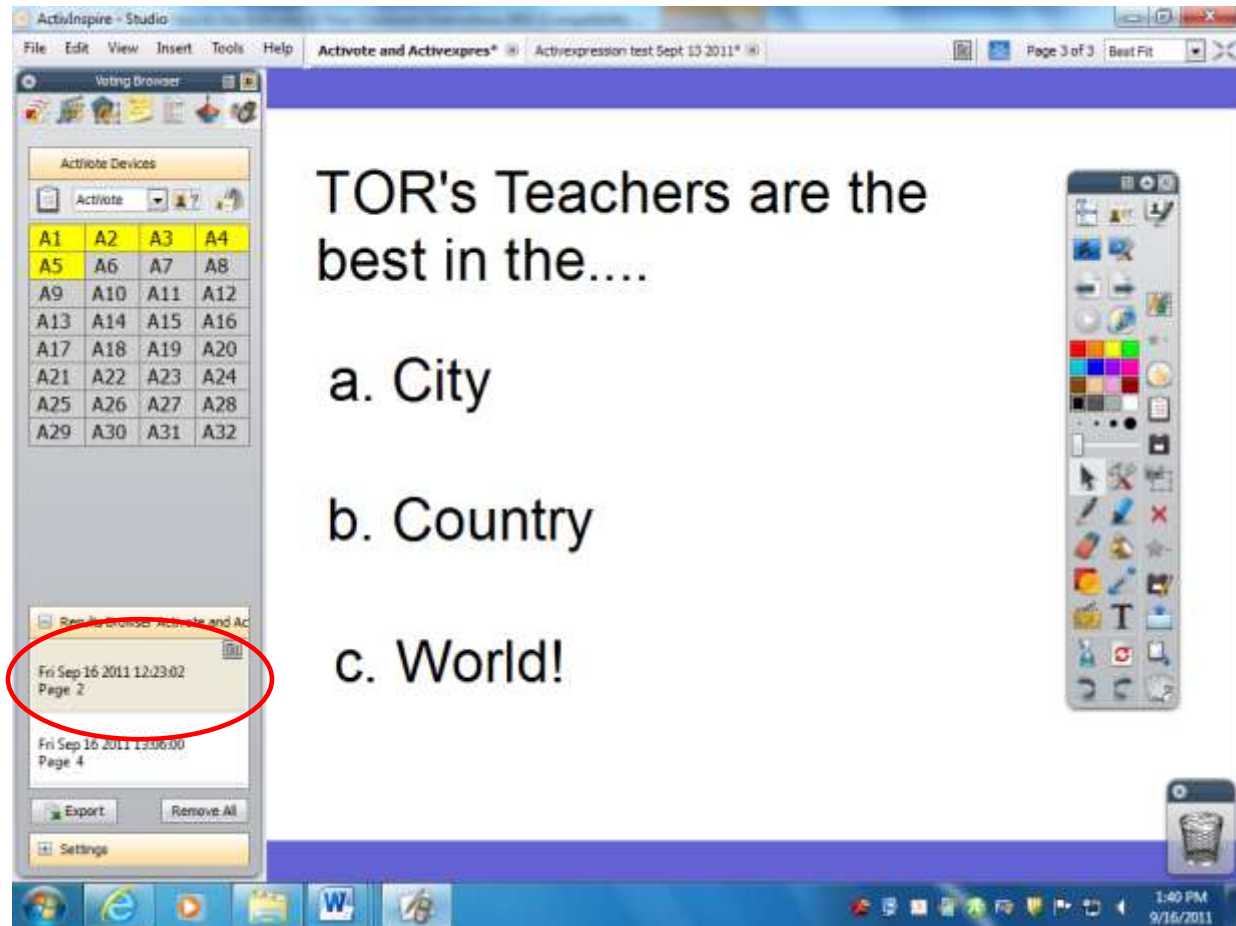 ActivInspire - Studio
File Edit View Insert Tools Help Activote and Activexpres* Activexpression test Sept 13 2011* Page 3 of 3 Best Fit
Voting Browser
ActiVote Devices
ActiVote
A1 A2 A3 A4
A5 A6 A7 A8
A9 A10 A11 A12
A13 A14 A15 A16
A17 A18 A19 A20
A21 A22 A23 A24
A25 A26 A27 A28
A29 A30 A31 A32
Results Browser Activote and Ac
Fri Sep 16 2011 12:23:02
Page 2
Fri Sep 16 2011 13:06:00
Page 4
Export Remove All
Settings
TOR's Teachers are the
best in the....
a. City
b. Country
c. World!
T
W
1:40 PM
9/16/2011